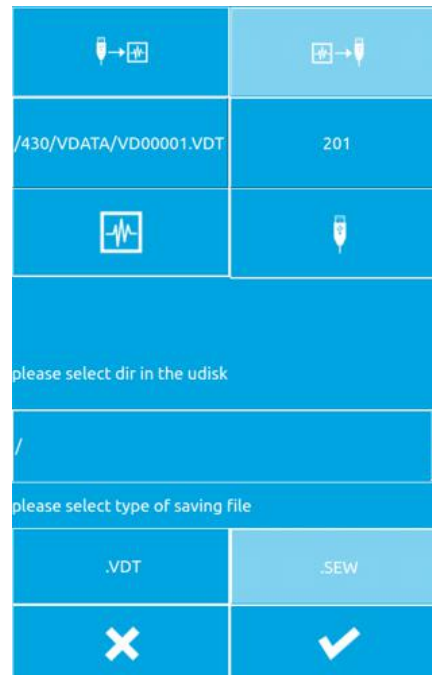 /430/VDATA/VD00001.VDT
201
please select dir in the udisk
/
please select type of saving file
.VDT
.SEW